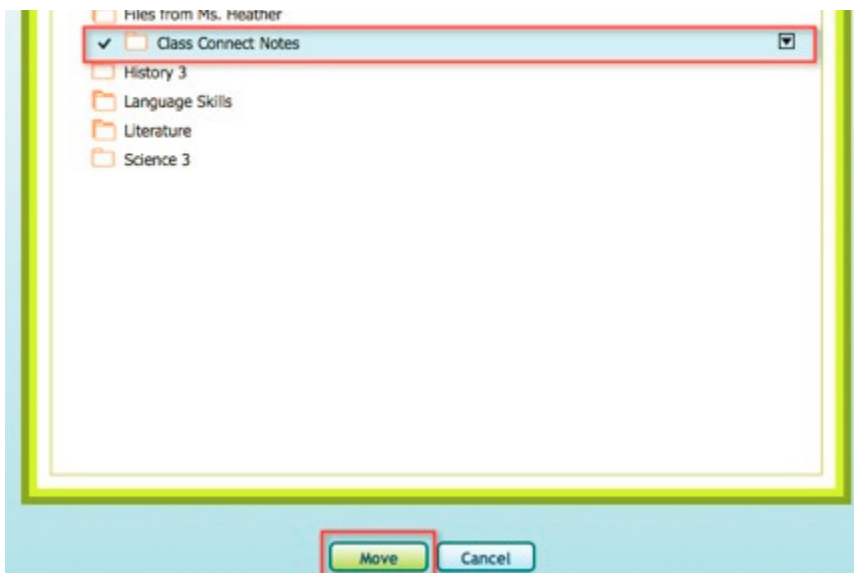 Files from Ms. Heather
Class Connect Notes
History 3
Language Skills
Literature
Science 3
Move Cancel